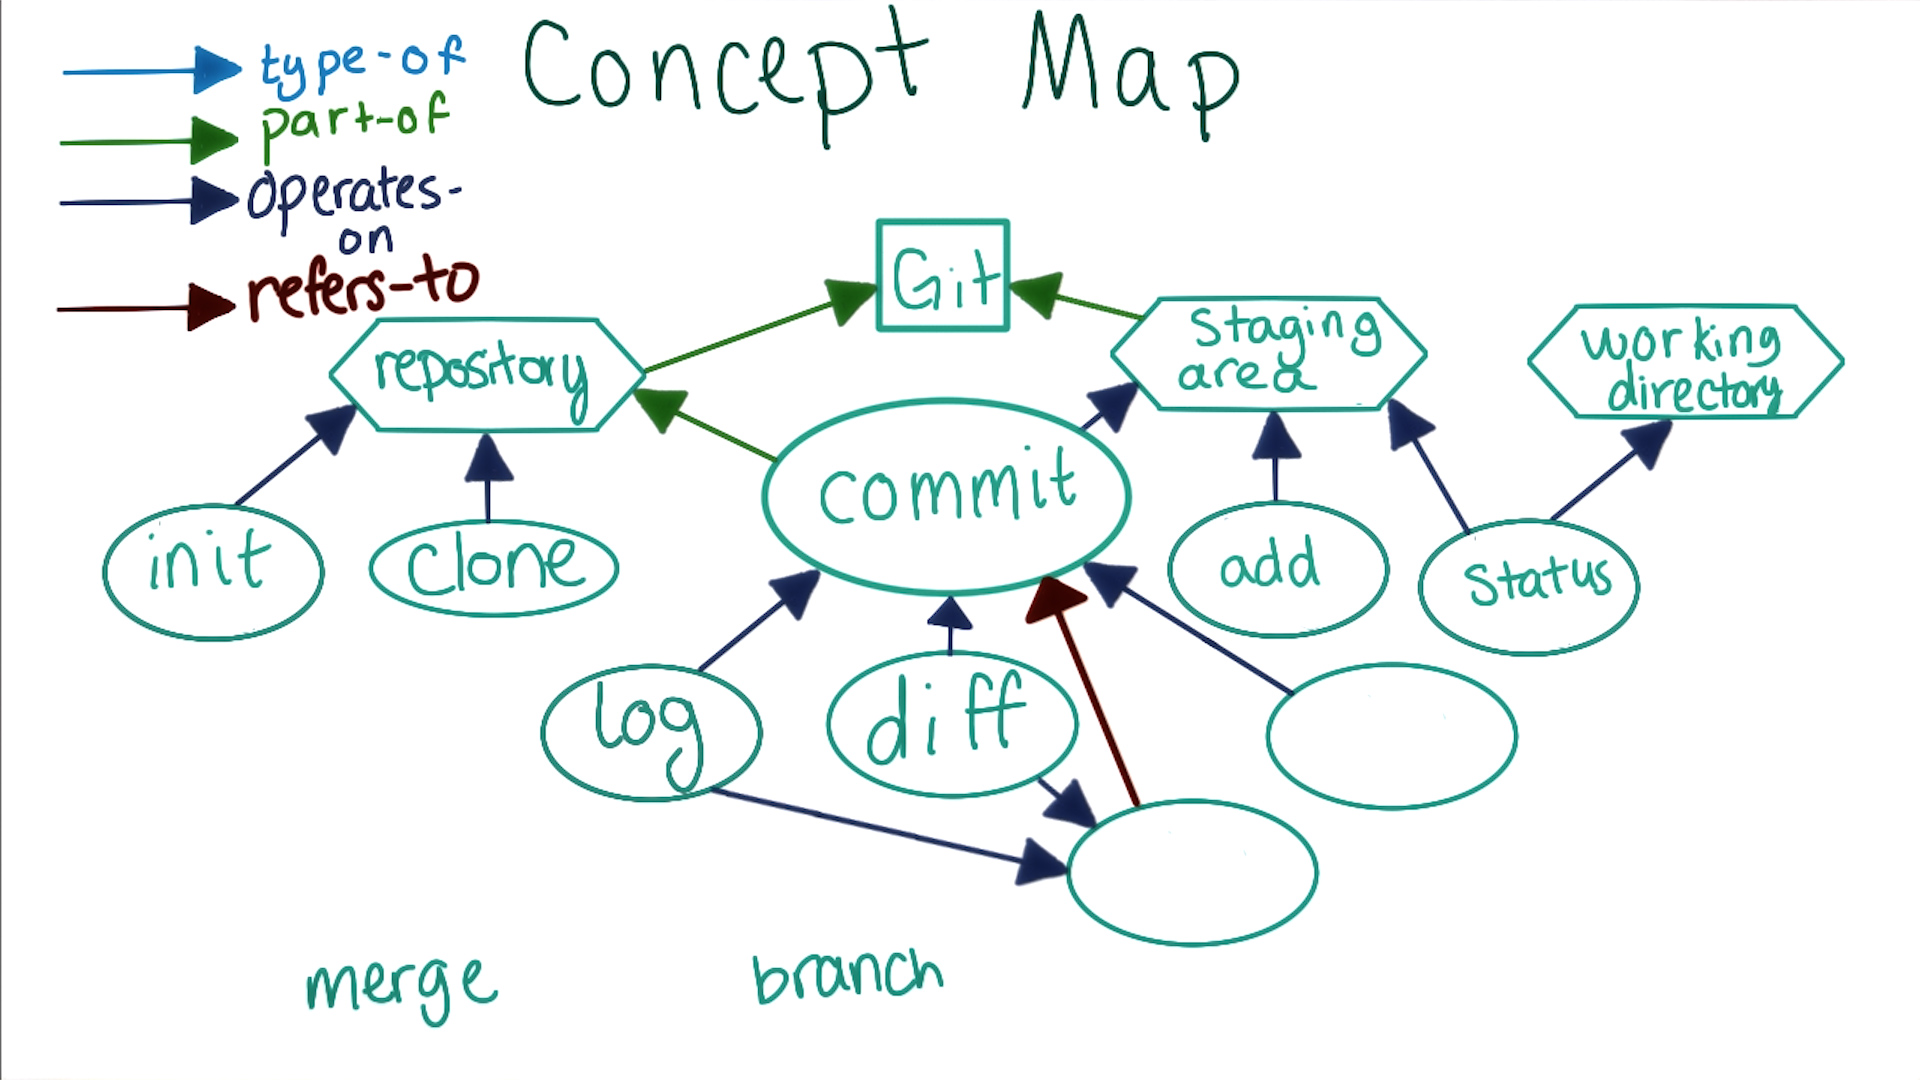 Concept Map
type-of
part-of
operates-
on
refers-to
Git
repository
Staging
area
working
directory
commit
init
clone
add
status
log
diff
merge
branch